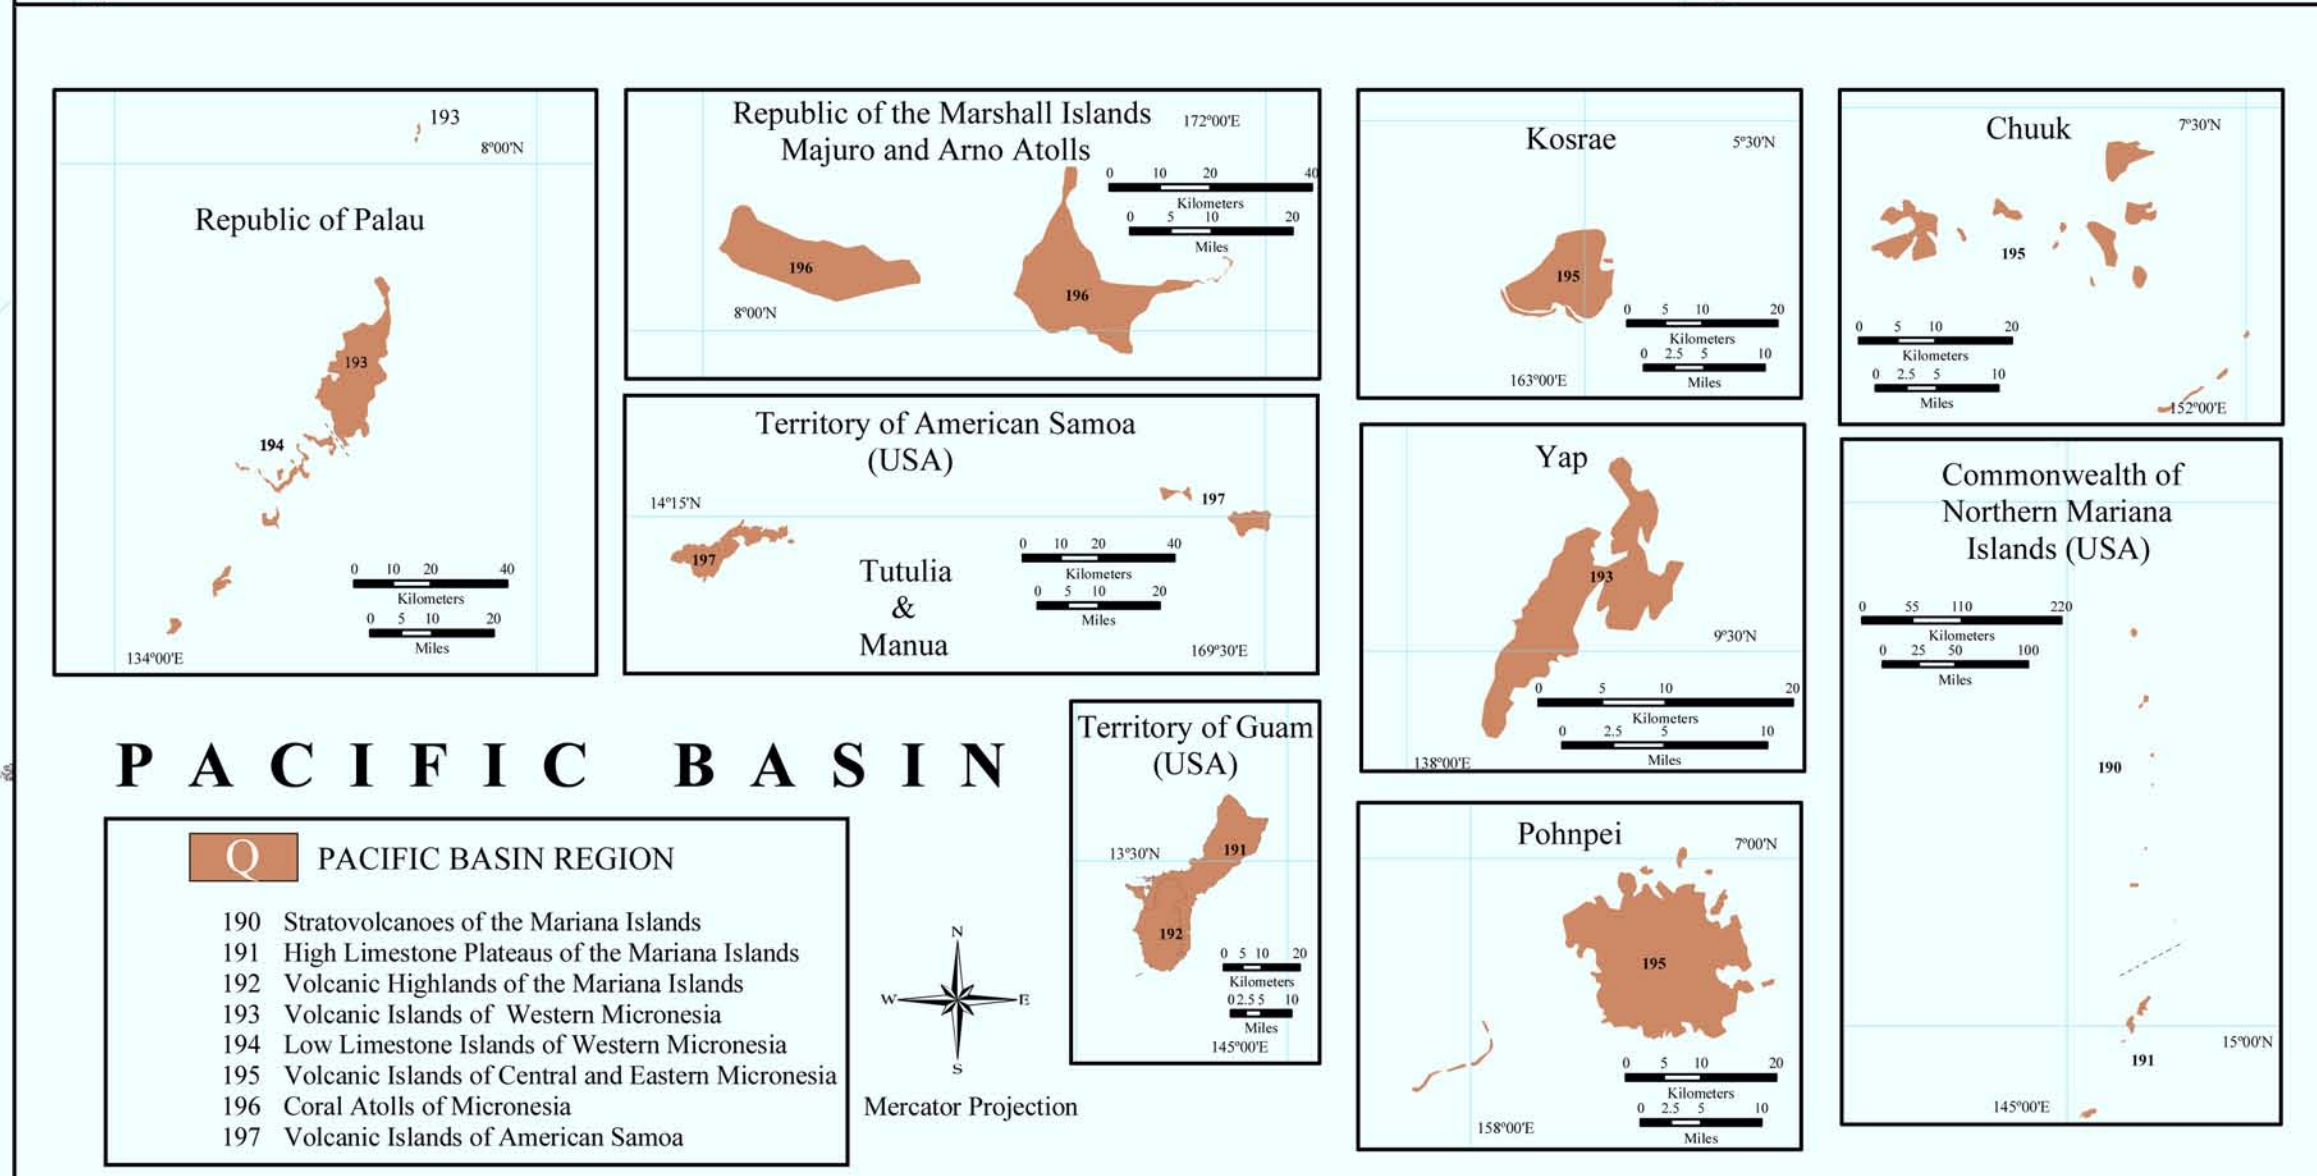 193
8°00'N
Republic of Palau
193
194
0 10 20 40
Kilometers
0 5 10 20
Miles
134°00'E
Republic of the Marshall Islands
Majuro and Arno Atolls
172°00'E
0 10 20 40
Kilometers
0 5 10 20
Miles
196
196
8°00'N
Territory of American Samoa
(USA)
14°15'N
197
197
Tutulia
&
Manua
0 10 20 40
Kilometers
0 5 10 20
Miles
169°30'E
Kosrae
5°30'N
195
0 5 10 20
Kilometers
0 2.5 5 10
Miles
163°00'E
Chuuk
7°30'N
195
0 5 10 20
Kilometers
0 2.5 5 10
Miles
152°00'E
Yap
193
9°30'N
0 5 10 20
Kilometers
0 2.5 5 10
Miles
138°00'E
Commonwealth of
Northern Mariana
Islands (USA)
0 55 110 220
Kilometers
0 25 50 100
Miles
190
15°00'N
191
145°00'E
Territory of Guam
(USA)
13°30'N
191
192
0 5 10 20
Kilometers
0 2.5 5 10
Miles
145°00'E
Pohnpei
7°00'N
195
0 5 10 20
Kilometers
0 2.5 5 10
Miles
158°00'E
PACIFIC BASIN
Q PACIFIC BASIN REGION
190 Stratovolcanoes of the Mariana Islands
191 High Limestone Plateaus of the Mariana Islands
192 Volcanic Highlands of the Mariana Islands
193 Volcanic Islands of Western Micronesia
194 Low Limestone Islands of Western Micronesia
195 Volcanic Islands of Central and Eastern Micronesia
196 Coral Atolls of Micronesia
197 Volcanic Islands of American Samoa
N
W E
S
Mercator Projection